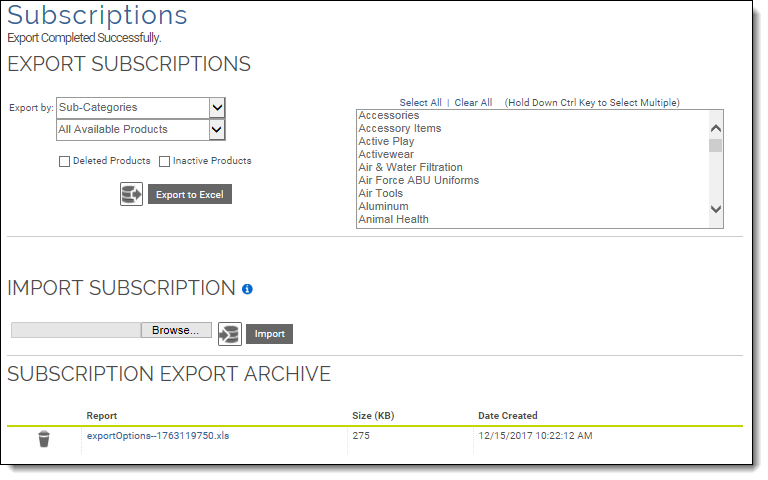 Subscriptions
Export Completed Successfully.
EXPORT SUBSCRIPTIONS
Export by: Sub-Categories
All Available Products
Deleted Products Inactive Products
Export to Excel
Select All | Clear All (Hold Down Ctrl Key to Select Multiple)
Accessories
Accessory Items
Active Play
Activewear
Air & Water Filtration
Air Force ABU Uniforms
Air Tools
Aluminum
Animal Health
IMPORT SUBSCRIPTION
Browse... Import
SUBSCRIPTION EXPORT ARCHIVE
Report Size (KB) Date Created
exportOptions--1763119750.xls 275 12/15/2017 10:22:12 AM